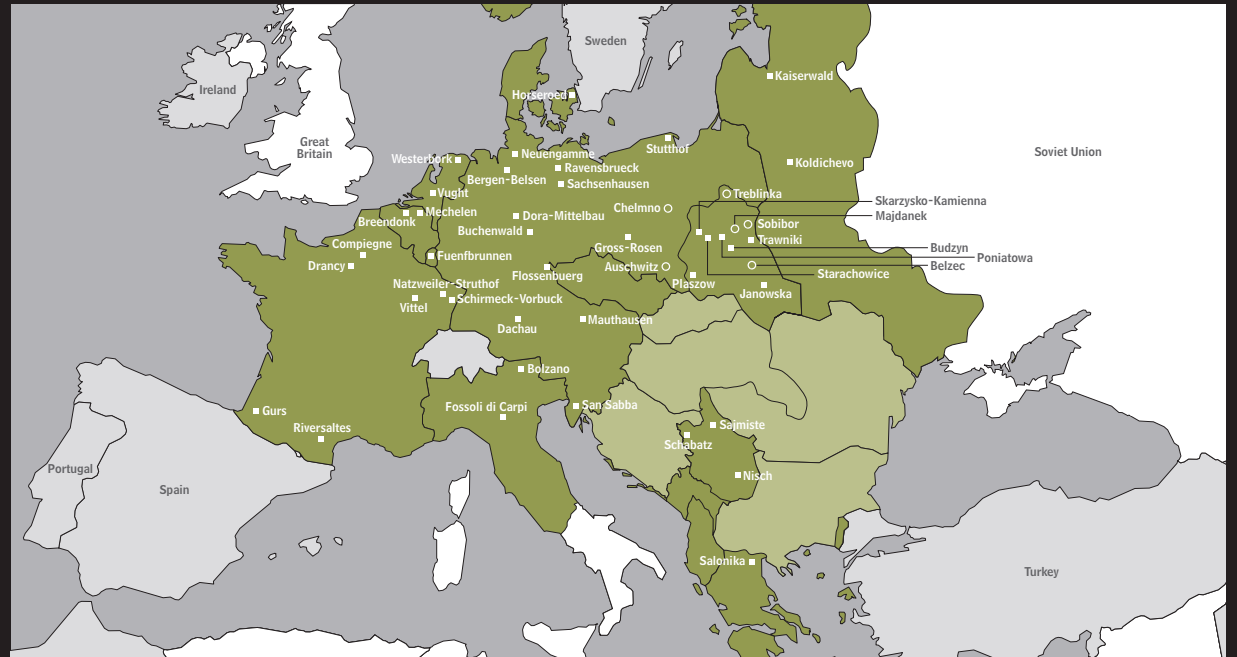 Sweden
Kaiserwald
Ireland
Horseroed
Great
Britain
Stutthof
Soviet Union
Westerbork
Neuengamme
Ravensbrueck
Koldichevo
Bergen-Belsen
Sachsenhausen
Vught
Treblinka
Skarzysko-Kamienna
Chelmno
Majdanek
Mechelen
Breendonk
Dora-Mittelbau
Sobibor
Buchenwald
Trawniki
Compiegne
Gross-Rosen
Budzyn
Fuenfbrunnen
Poniatowa
Drancy
Auschwitz
Belzec
Flossenbuerg
Starachowice
Natzweiler-Struthof
Plaszow
Janowska
Schirmeck-Vorbuck
Vittel
Mauthausen
Dachau
Bolzano
Fossoli di Carpi
San Sabba
Gurs
Riversaltes
Sajmiste
Schabatz
Portugal
Nisch
Spain
Salonika
Turkey